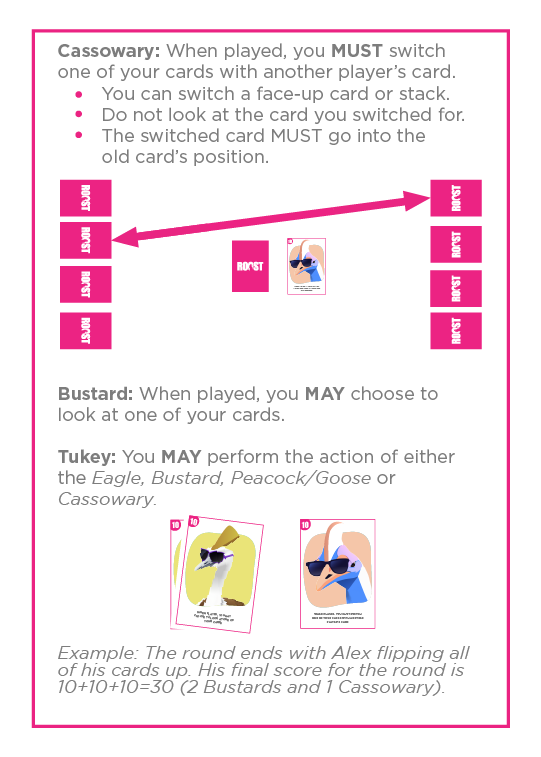 Cassowary: When played, you MUST switch
one of your cards with another player's card.
• You can switch a face-up card or stack.
• Do not look at the card you switched for.
• The switched card MUST go into the
old card's position.
ROOST
ROOST
ROOST
ROOST
ROOST
10
ROOST
ROOST
ROOST
ROOST
Bustard: When played, you MAY choose to
look at one of your cards.
Tukey: You MAY perform the action of either
the Eagle, Bustard, Peacock/Goose or
Cassowary.
10
10
10
Example: The round ends with Alex flipping all
of his cards up. His final score for the round is
10+10+10=30 (2 Bustards and 1 Cassowary).